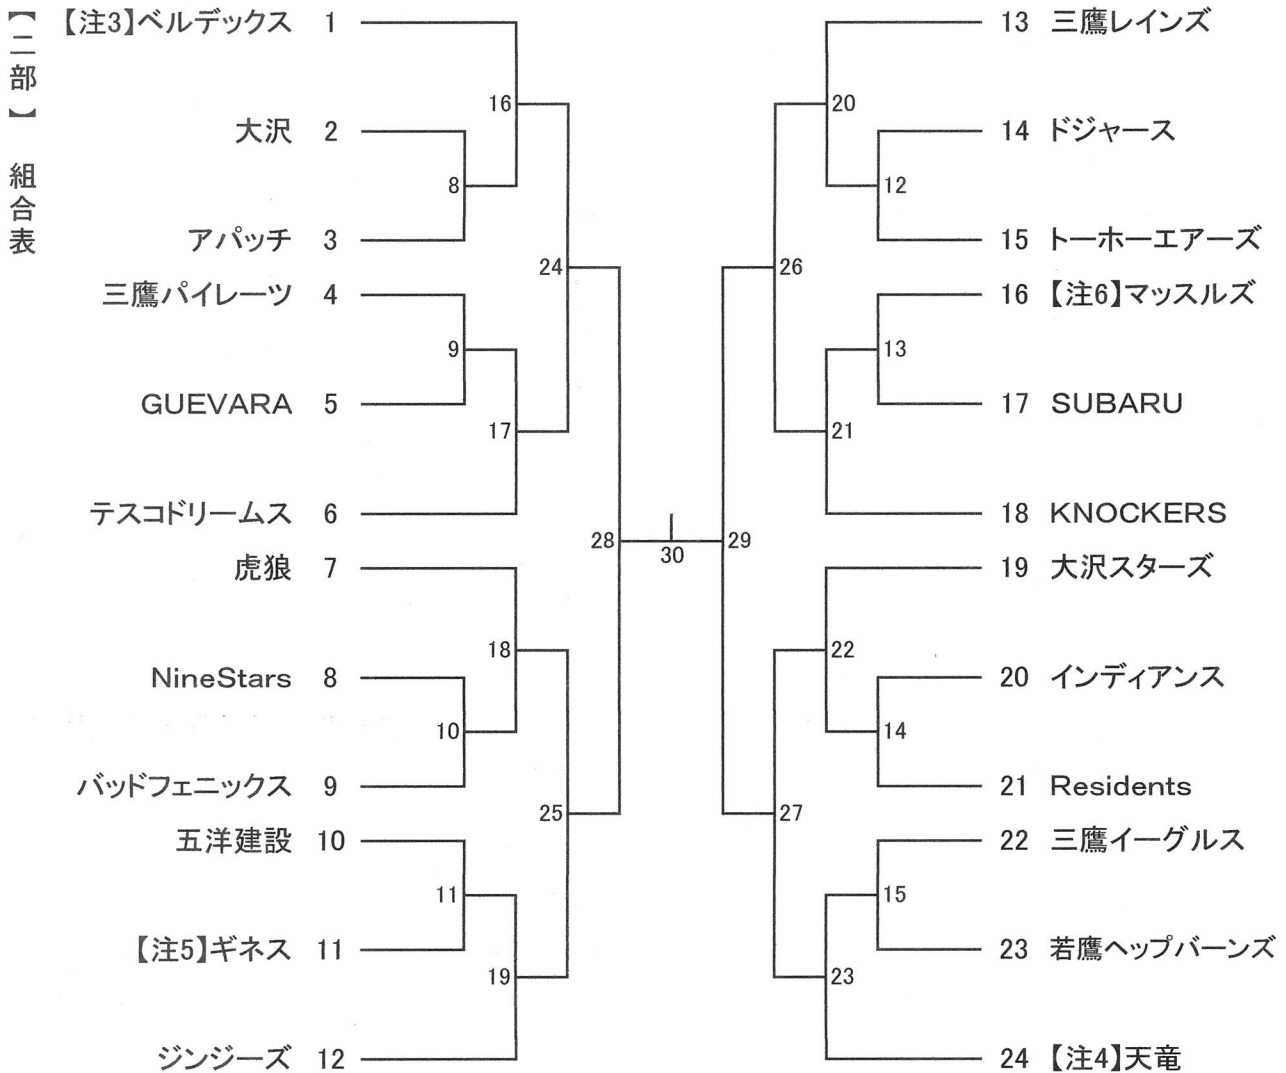 【二部】 組合表
【注3】ベルデックス 1
大沢 2
アパッチ 3
三鷹パイレーツ 4
GUEVARA 5
テスコドリームス 6
虎狼 7
NineStars 8
バッドフェニックス 9
五洋建設 10
【注5】ギネス 11
ジンジーズ 12
8
9
10
11
16
17
18
19
24
25
28
30
29
26
27
20
21
22
23
12
13
14
15
13 三鷹レインズ
14 ドジャース
15 トーホーエアーズ
16 【注6】マッスルズ
17 SUBARU
18 KNOCKERS
19 大沢スターズ
20 インディアンス
21 Residents
22 三鷹イーグルス
23 若鷹ヘップバーンズ
24 【注4】天竜